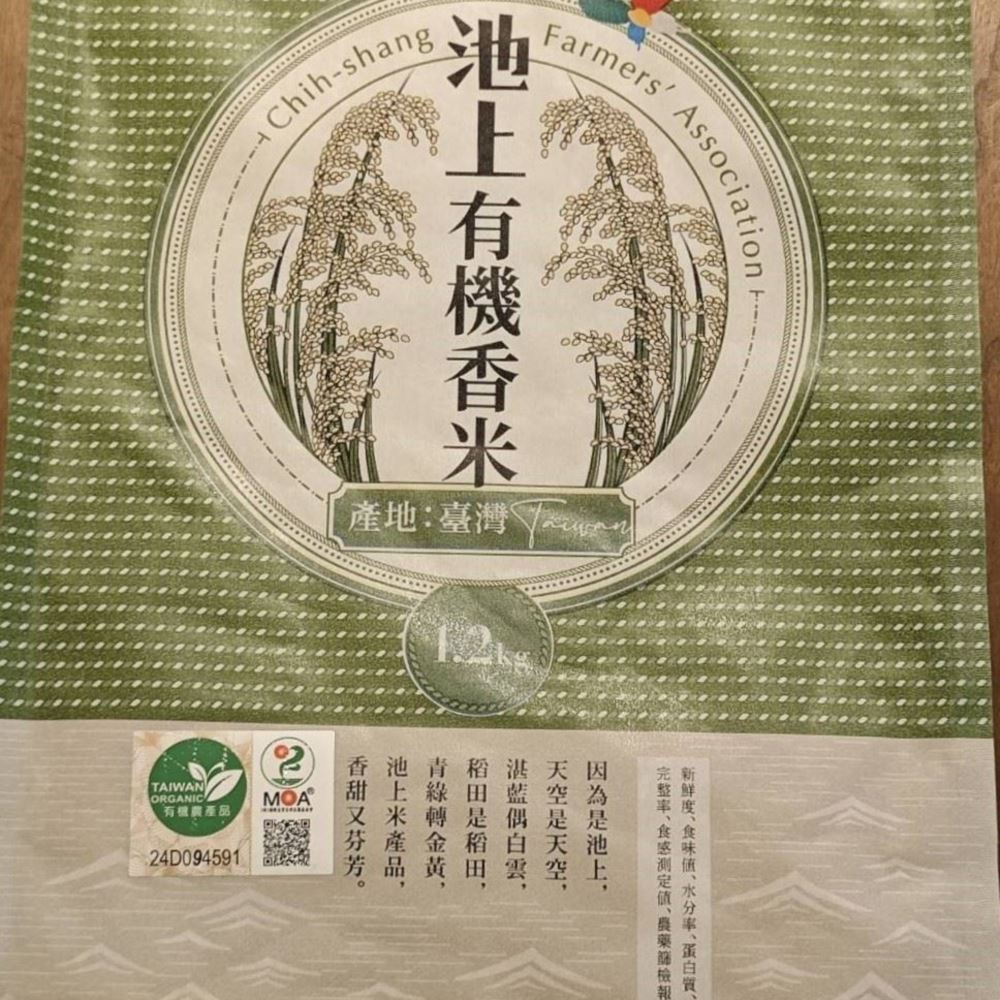 Chih-shang Farmers' Association
池上有機香米
產地：臺灣 Taiwan
1.2kg
因為是池上，
天空是天空，
湛藍偶白雲，
稻田是稻田，
青綠轉金黃，
池上米產品，
香甜又芬芳。
新鮮度、食味值、水分率、蛋白質、
完整率、食感測定值、農藥篩檢報
TAIWAN
ORGANIC
有機農產品
24D094591
MOA®